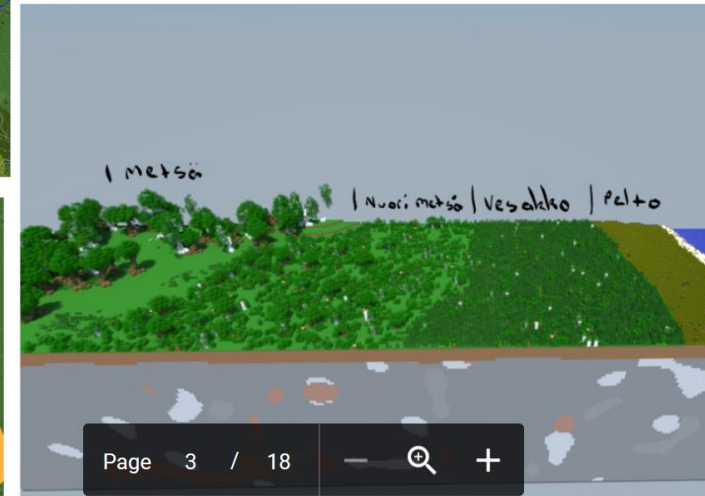 | Metsä
| Nuori metsä | Vesakko | Pelto
Page 3 / 18